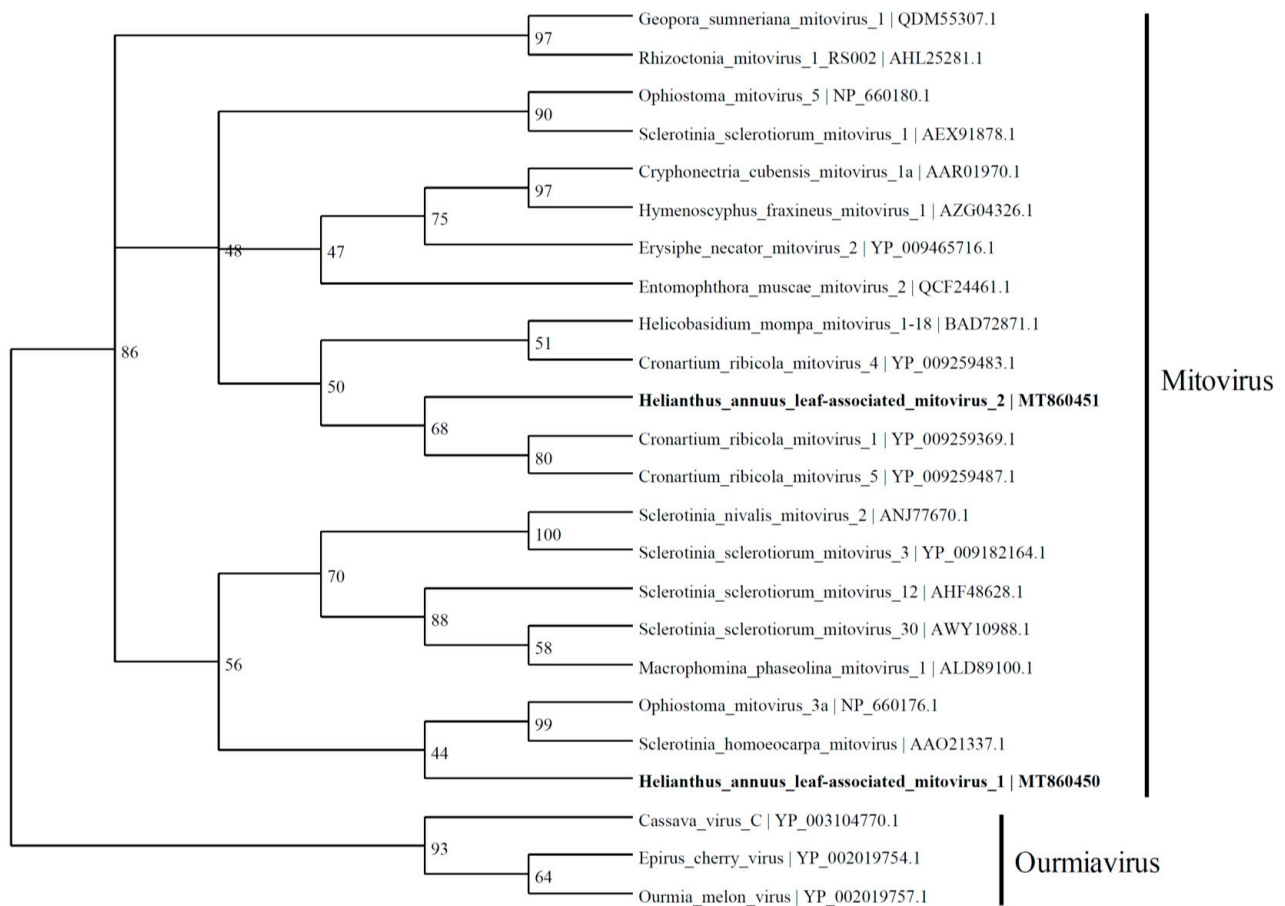 Geopora_sumneriana_mitovirus_1 | QDM55307.1
97
Rhizoctonia_mitovirus_1_RS002 | AHL25281.1
Ophiostoma_mitovirus_5 | NP_660180.1
90
Sclerotinia_sclerotiorum_mitovirus_1 | AEX91878.1
Cryphonectria_cubensis_mitovirus_1a | AAR01970.1
97
Hymenoscyphus_fraxineus_mitovirus_1 | AZG04326.1
75
Erysiphe_necator_mitovirus_2 | YP_009465716.1
48
47
Entomophthora_muscae_mitovirus_2 | QCF24461.1
Helicobasidium_mompa_mitovirus_1-18 | BAD72871.1
51
86
Cronartium_ribicola_mitovirus_4 | YP_009259483.1
50
Mitovirus
Helianthus_annuus_leaf-associated_mitovirus_2 | MT860451
68
Cronartium_ribicola_mitovirus_1 | YP_009259369.1
80
Cronartium_ribicola_mitovirus_5 | YP_009259487.1
Sclerotinia_nivalis_mitovirus_2 | ANJ77670.1
100
Sclerotinia_sclerotiorum_mitovirus_3 | YP_009182164.1
70
Sclerotinia_sclerotiorum_mitovirus_12 | AHF48628.1
88
Sclerotinia_sclerotiorum_mitovirus_30 | AWY10988.1
58
56
Macrophomina_phaseolina_mitovirus_1 | ALD89100.1
Ophiostoma_mitovirus_3a | NP_660176.1
99
Sclerotinia_homoeocarpa_mitovirus | AAO21337.1
44
Helianthus_annuus_leaf-associated_mitovirus_1 | MT860450
Cassava_virus_C | YP_003104770.1
93
Epirus_cherry_virus | YP_002019754.1
Ourmiavirus
64
Ourmia_melon_virus | YP_002019757.1